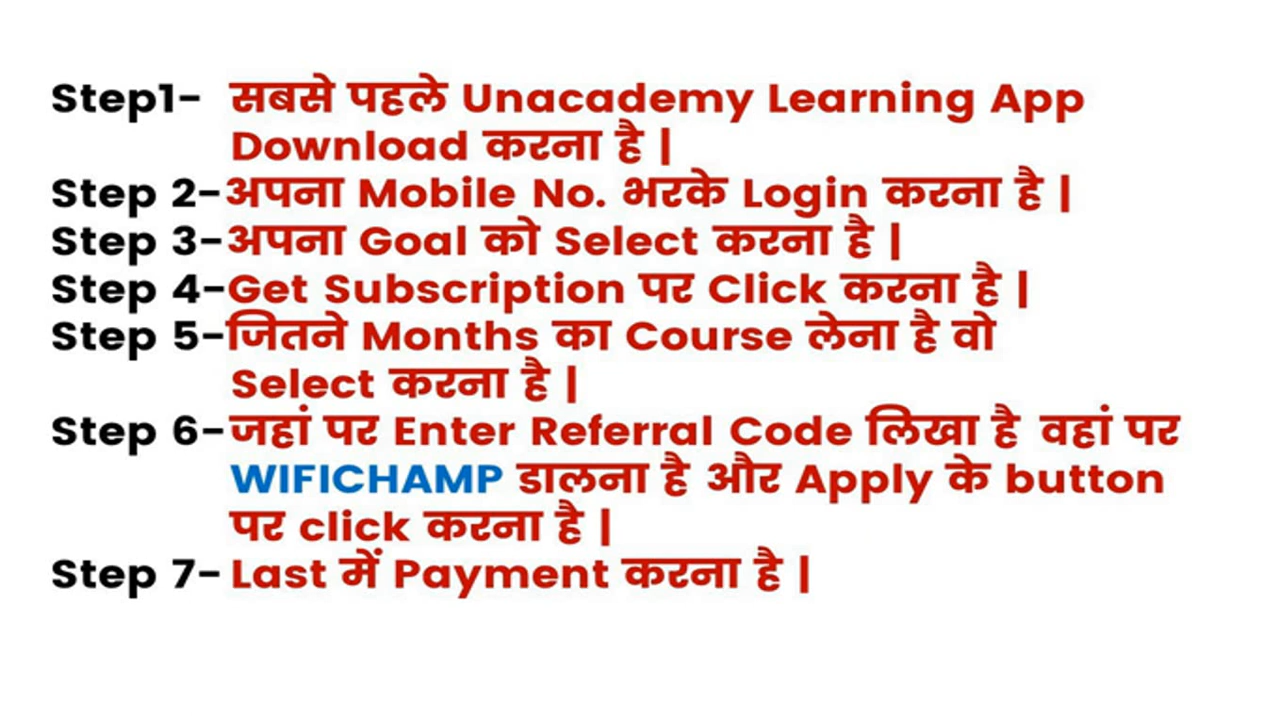 Step1- सबसे पहले Unacademy Learning App
Download करना है |
Step 2-अपना Mobile No. भरके Login करना है |
Step 3-अपना Goal को Select करना है |
Step 4-Get Subscription पर Click करना है |
Step 5-जितने Months का Course लेना है वो
Select करना है |
Step 6-जहां पर Enter Referral Code लिखा है वहां पर
WIFICHAMP डालना है और Apply के button
पर click करना है |
Step 7- Last में Payment करना है |